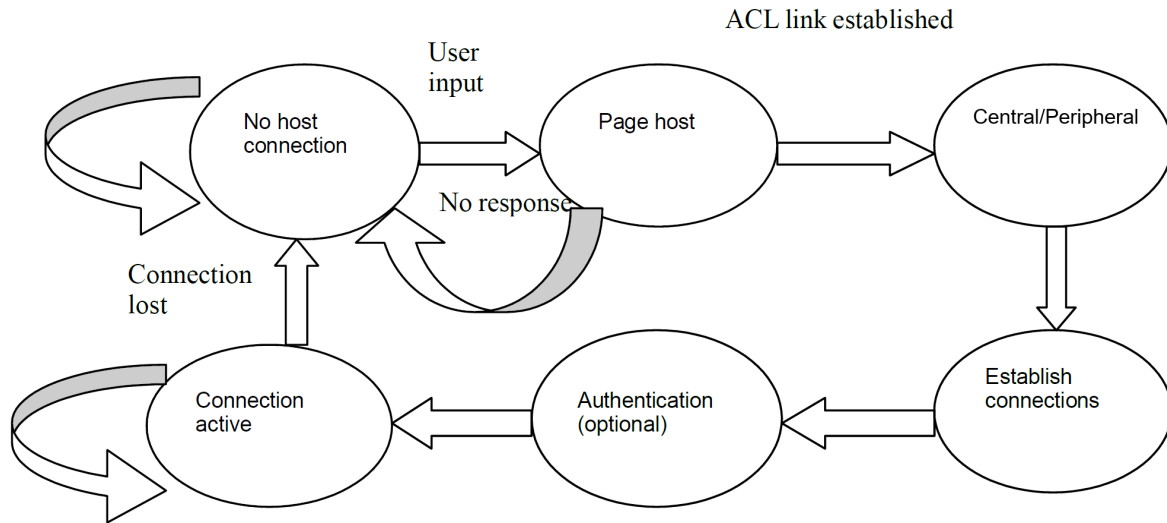 ACL link established
User
input
No host
connection
Page host
Central/Peripheral
No response
Connection
lost
Connection
active
Authentication
(optional)
Establish
connections